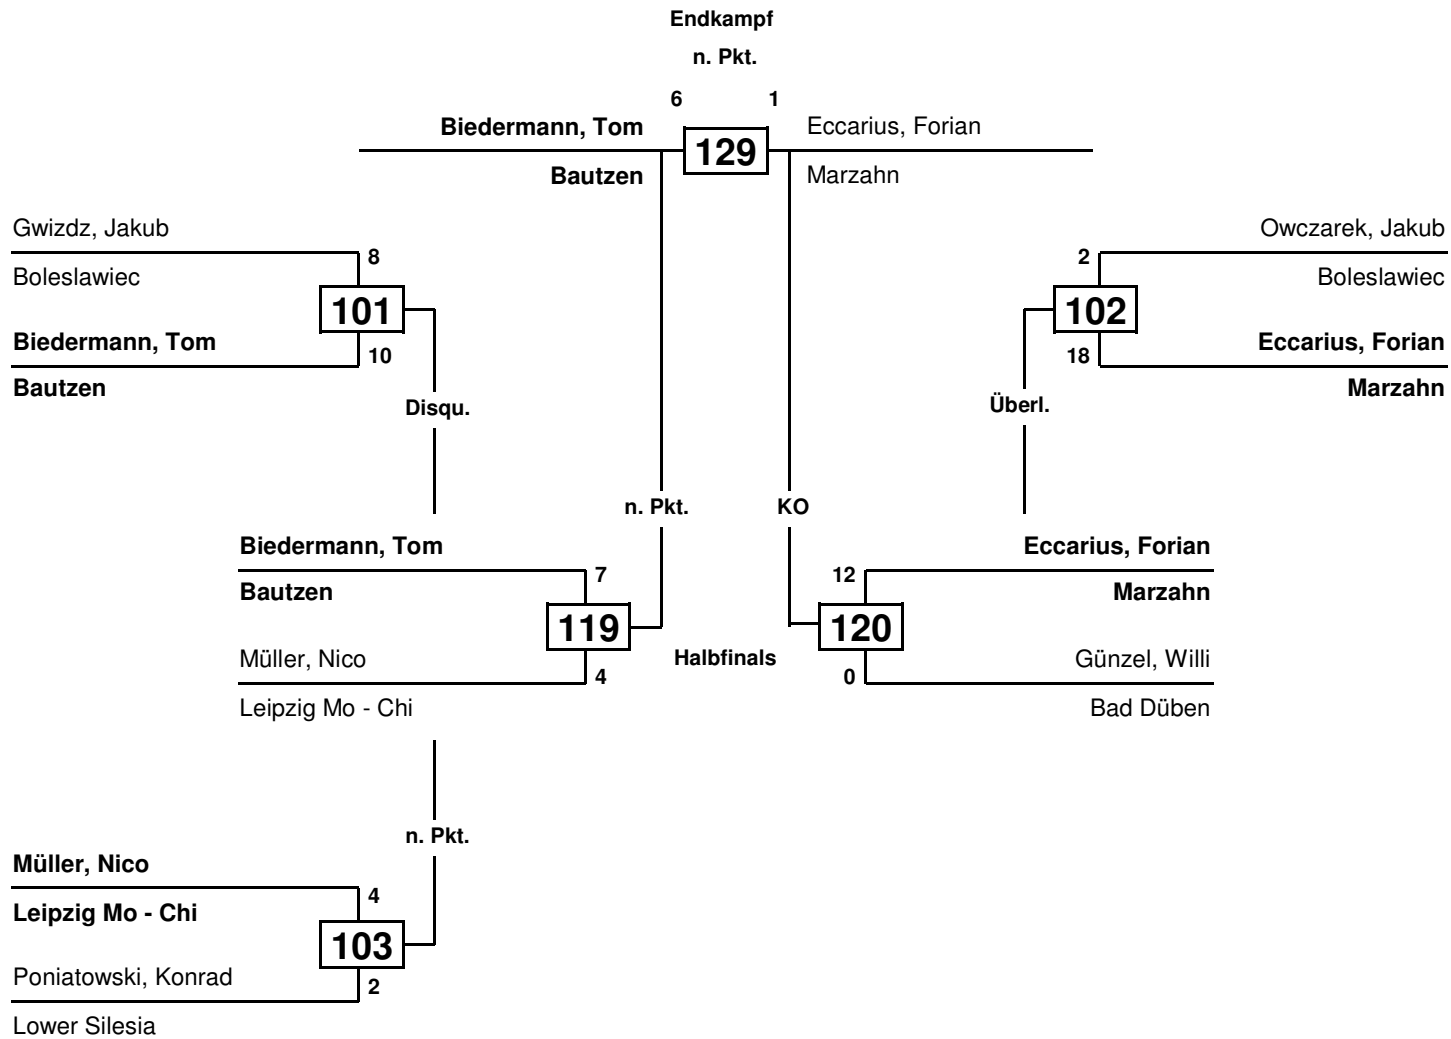 Endkampf
n. Pkt.
6 1
Biedermann, Tom 129 Eccarius, Forian
Bautzen Marzahn
Gwizdz, Jakub
8
Boleslawiec
101
Biedermann, Tom
10
Bautzen
Disqu.
Owczarek, Jakub
2
Boleslawiec
102
Eccarius, Forian
18
Marzahn
Überl.
n. Pkt. KO
Biedermann, Tom
7
Bautzen
119
Müller, Nico
4
Leipzig Mo - Chi
Halbfinals
Eccarius, Forian
12
Marzahn
120
Günzel, Willi
0
Bad Düben
n. Pkt.
Müller, Nico
4
Leipzig Mo - Chi
103
Poniatowski, Konrad
2
Lower Silesia